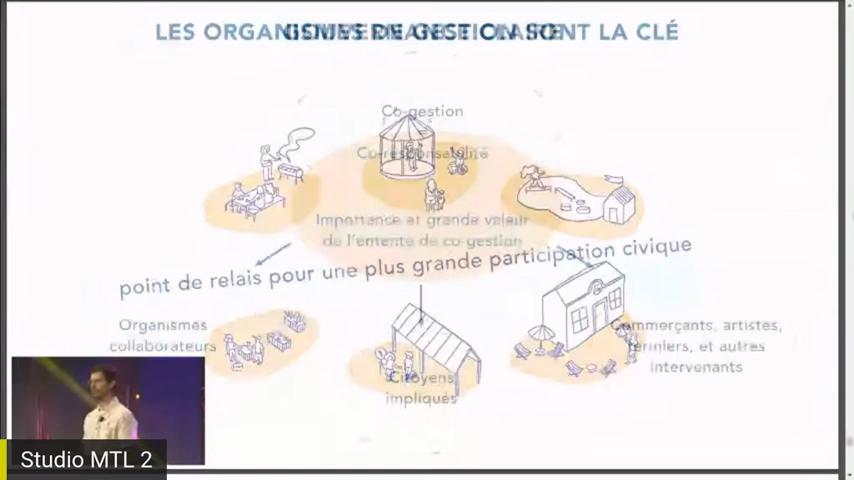 LES ORGANISMES DE GESTION SONT LA CLÉ
Co-gestion
Co-responsabilité
Importance et grande valeur
de l'entente de co-gestion
point de relais pour une plus grande participation civique
Organismes
collaborateurs
Citoyens
impliqués
Commerçants, artistes,
et autres
intervenants
Studio MTL 2